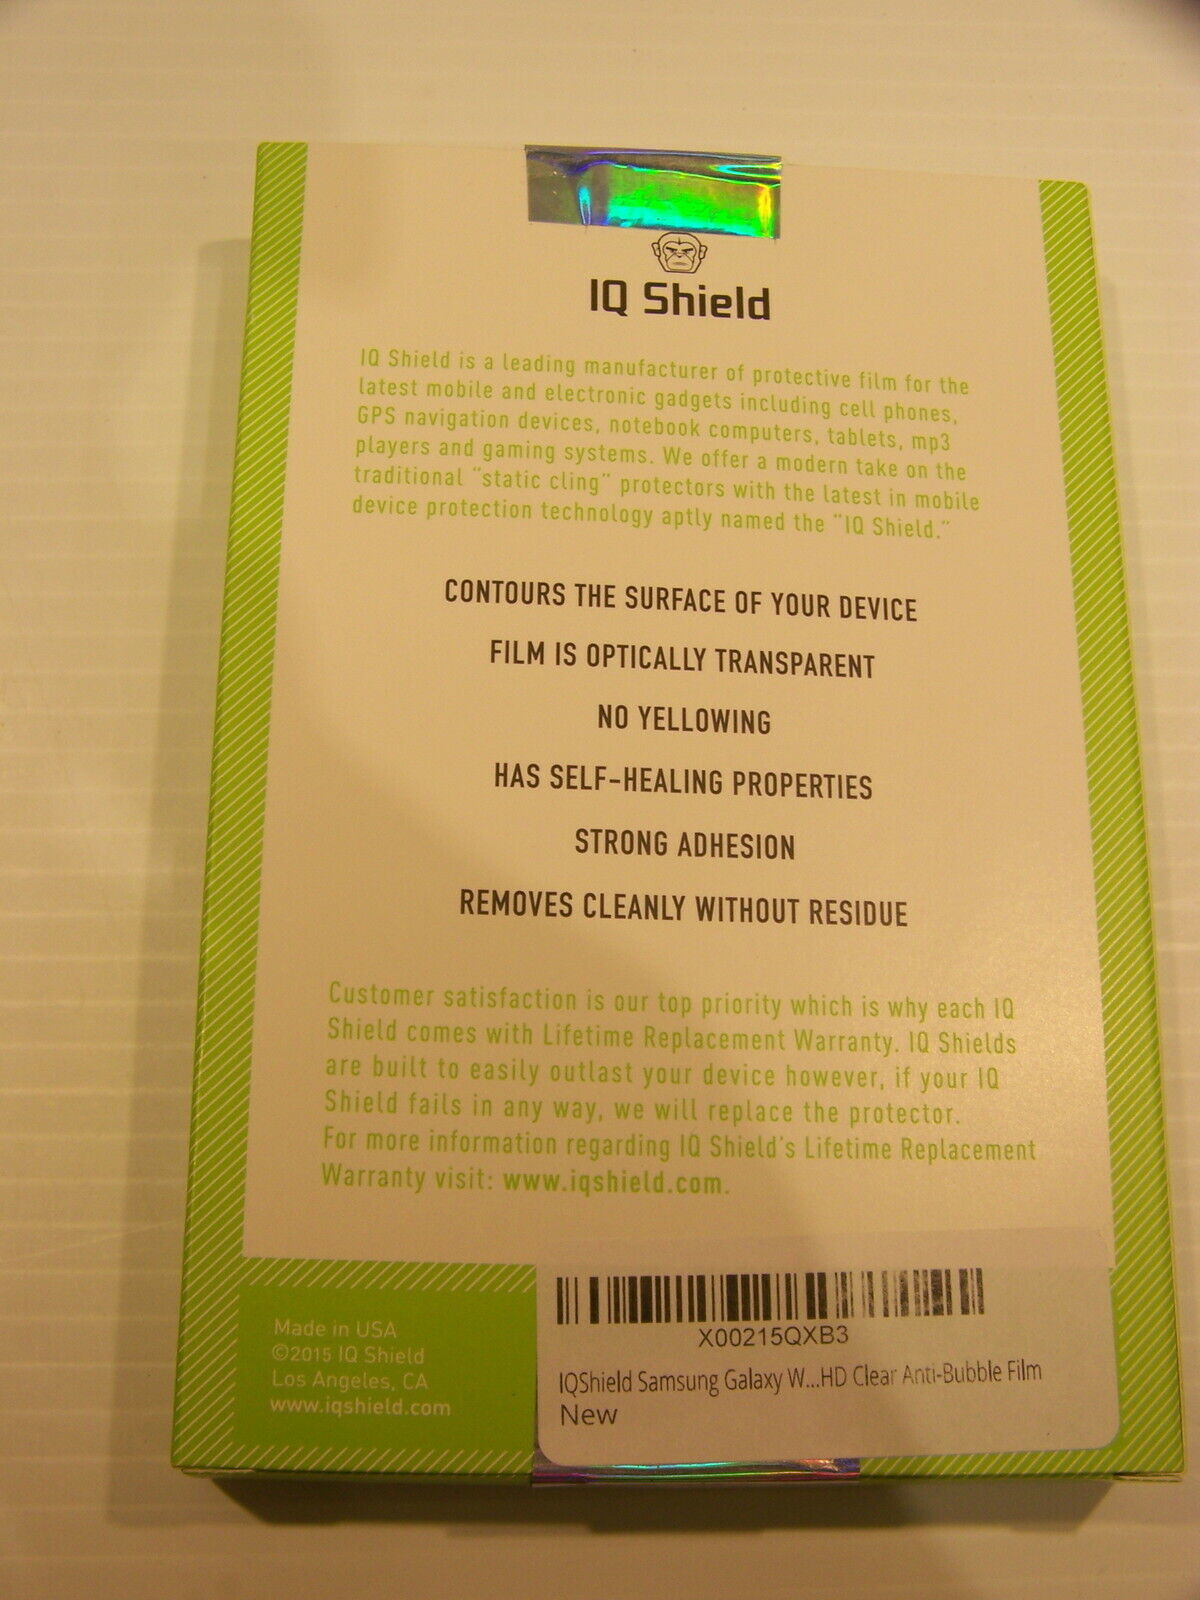 IQ Shield
IQ Shield is a leading manufacturer of protective film for the
latest mobile and electronic gadgets including cell phones,
GPS navigation devices, notebook computers, tablets, mp3
players and gaming systems. We offer a modern take on the
traditional "static cling" protectors with the latest in mobile
device protection technology aptly named the "IQ Shield."
CONTOURS THE SURFACE OF YOUR DEVICE
FILM IS OPTICALLY TRANSPARENT
NO YELLOWING
HAS SELF-HEALING PROPERTIES
STRONG ADHESION
REMOVES CLEANLY WITHOUT RESIDUE
Customer satisfaction is our top priority which is why each IQ
Shield comes with Lifetime Replacement Warranty. IQ Shields
are built to easily outlast your device however, if your IQ
Shield fails in any way, we will replace the protector.
For more information regarding IQ Shield's Lifetime Replacement
Warranty visit: www.iqshield.com.
Made in USA
©2015 IQ Shield
Los Angeles, CA
www.iqshield.com
X00215QXB3
IQShield Samsung Galaxy W...HD Clear Anti-Bubble Film
New